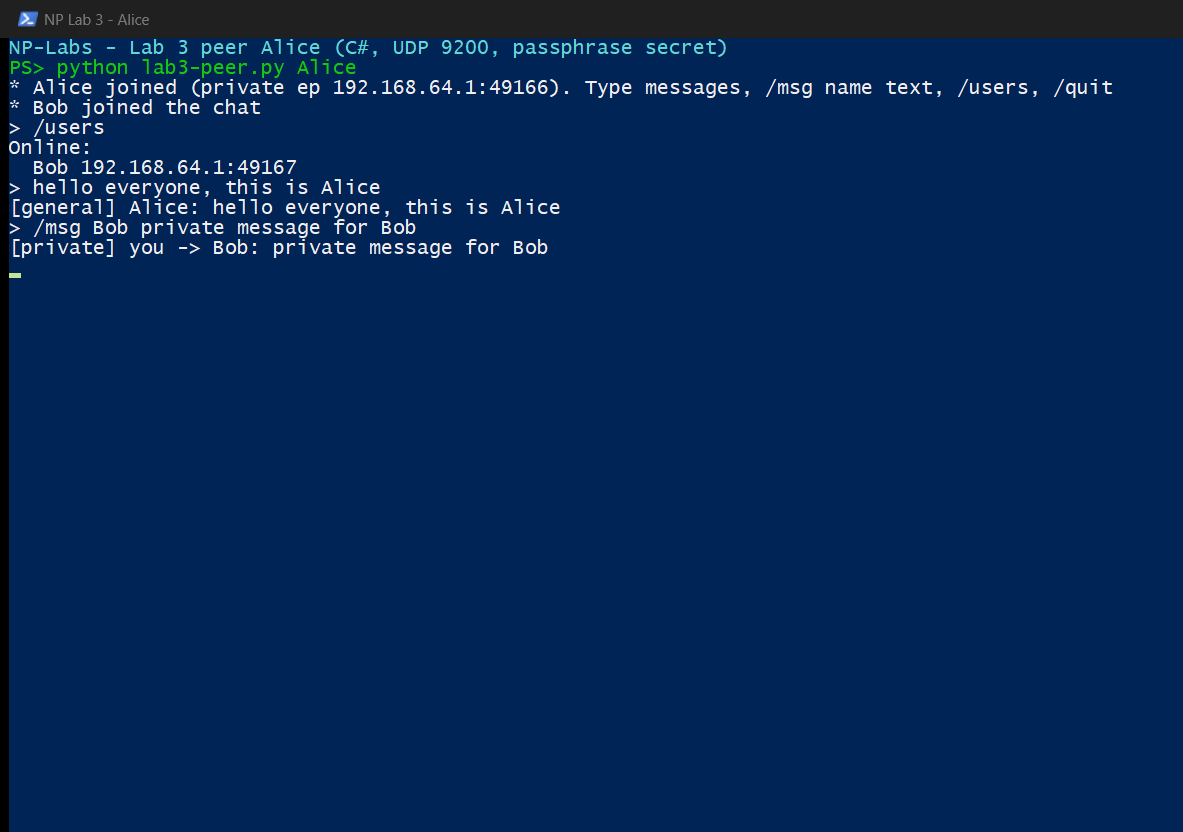 NP Lab 3 - Alice
NP-Labs - Lab 3 peer Alice (C#, UDP 9200, passphrase secret)
PS> python lab3-peer.py Alice
* Alice joined (private ep 192.168.64.1:49166). Type messages, /msg name text, /users, /quit
* Bob joined the chat
> /users
Online:
  Bob 192.168.64.1:49167
> hello everyone, this is Alice
[general] Alice: hello everyone, this is Alice
> /msg Bob private message for Bob
[private] you -> Bob: private message for Bob